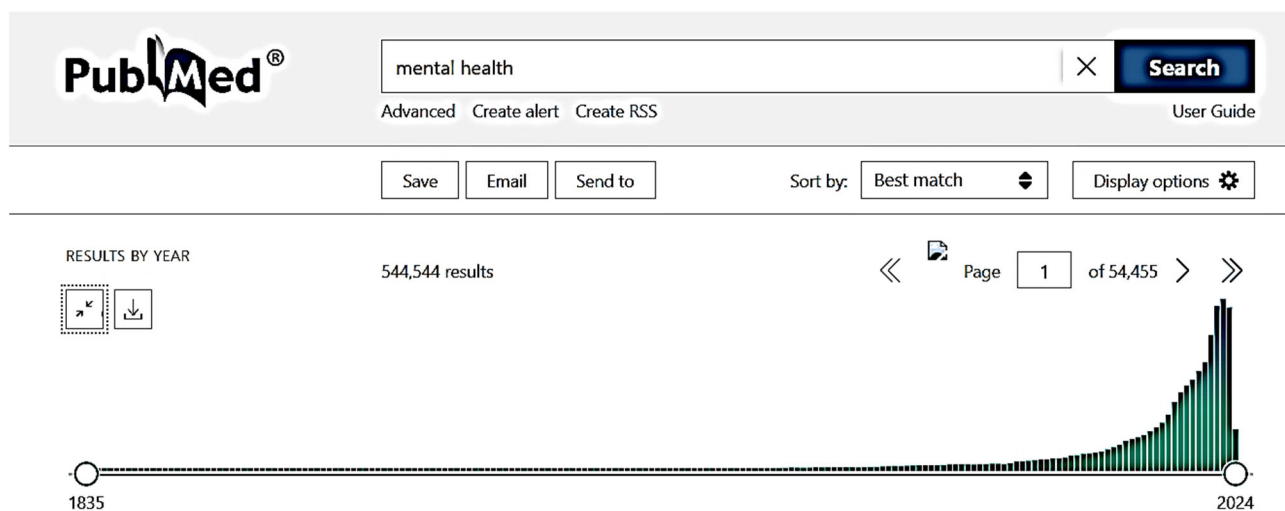 PubMed®
mental health
Search
Advanced Create alert Create RSS
User Guide
Save Email Send to
Sort by: Best match
Display options
RESULTS BY YEAR
544,544 results
Page 1 of 54,455
1835
2024